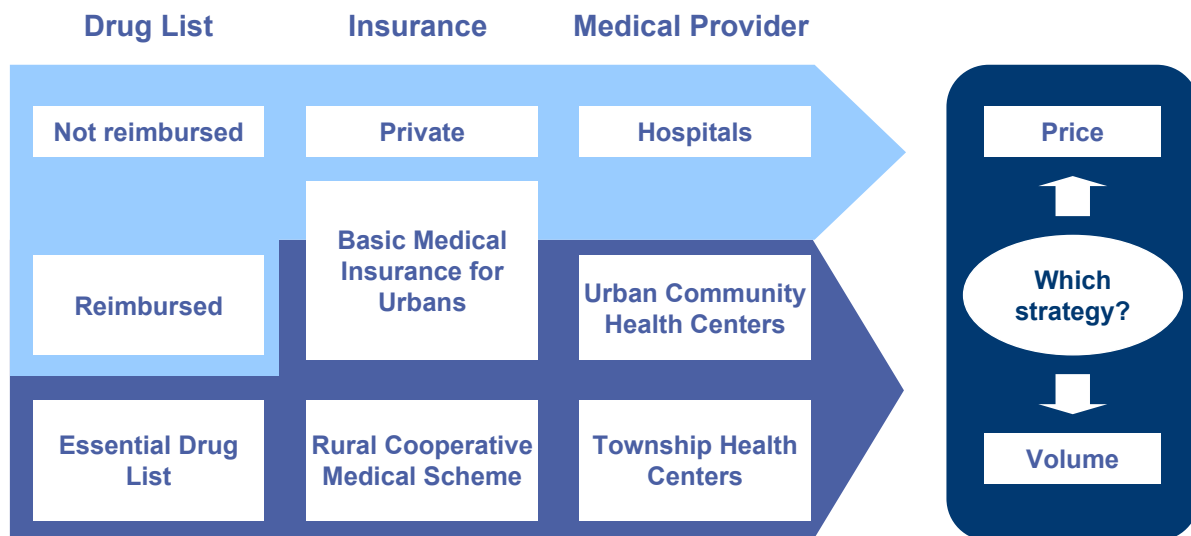 Drug List
Insurance
Medical Provider
Not reimbursed
Private
Hospitals
Price
Basic Medical
Insurance for
Urbans
Reimbursed
Urban Community
Health Centers
Which
strategy?
Essential Drug
List
Rural Cooperative
Medical Scheme
Township Health
Centers
Volume